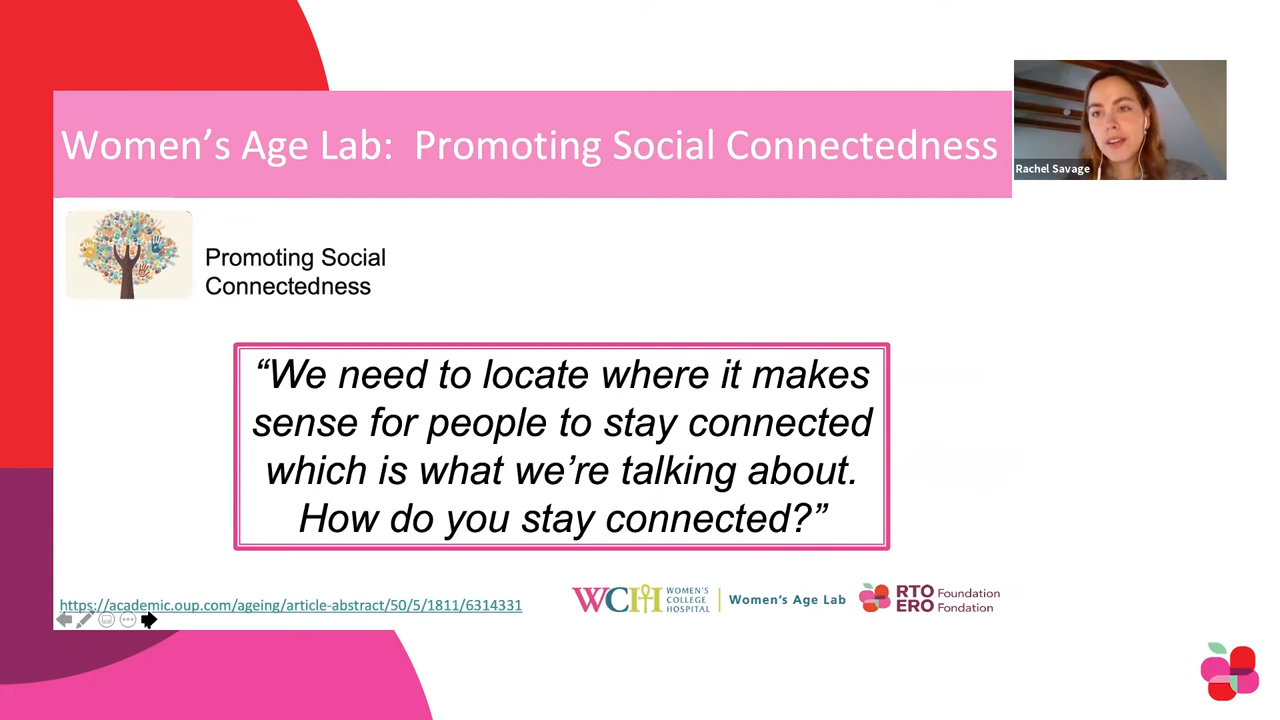 Women’s Age Lab:  Promoting Social Connectedness
Rachel Savage
Promoting Social
Connectedness
“We need to locate where it makes
sense for people to stay connected
which is what we’re talking about.
How do you stay connected?”
https://academic.oup.com/ageing/article-abstract/50/5/1811/6314331
WCH
WOMEN’S
COLLEGE
HOSPITAL
Women’s Age Lab
RTO
ERO
Foundation
Fondation